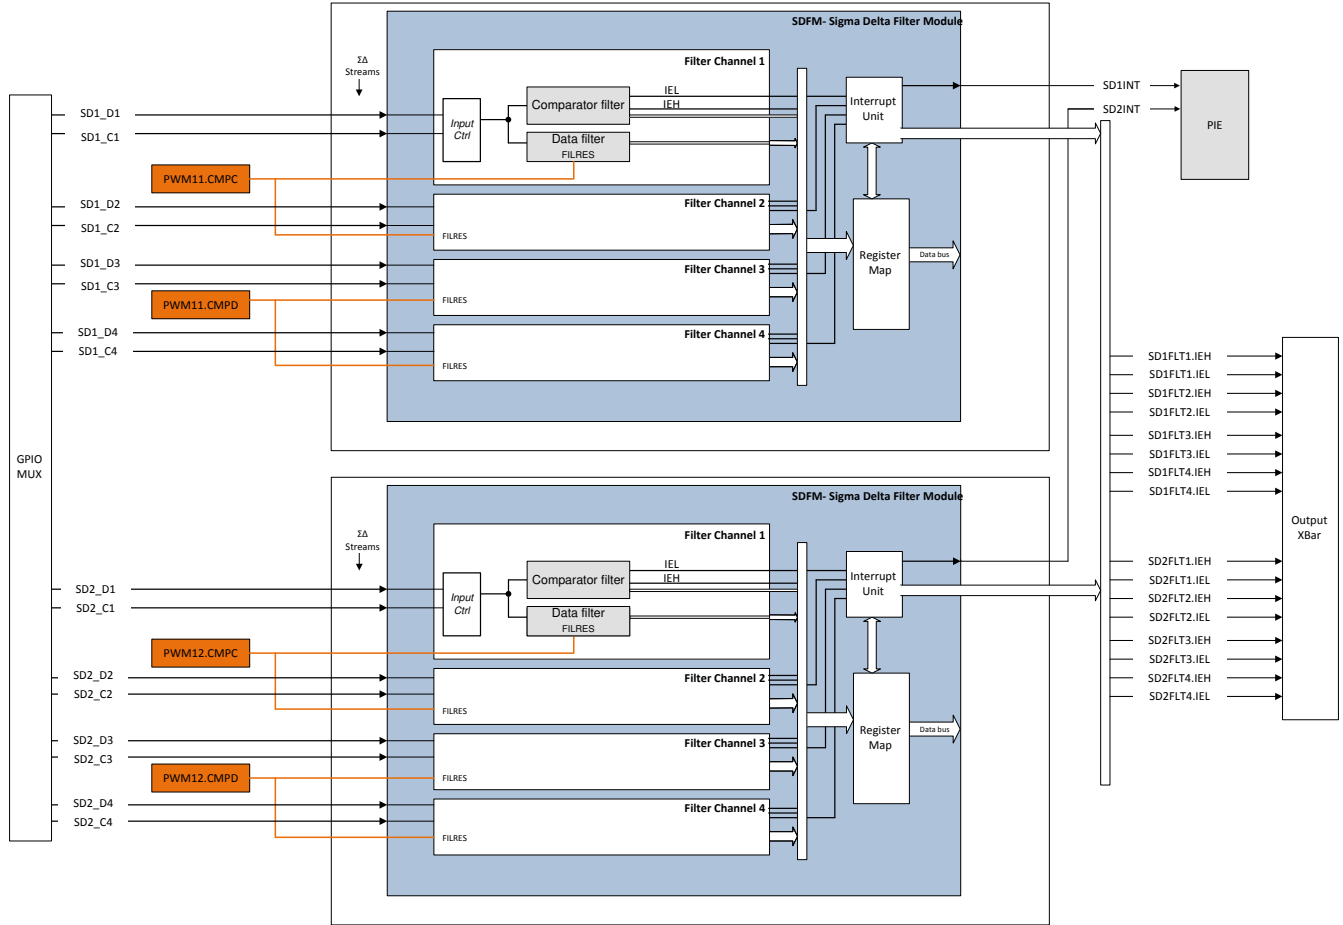 SDFM- Sigma Delta Filter Module
ΣΔ
Streams
Filter Channel 1
IEL
IEH
Comparator filter
Data filter
FILRES
Input
Ctrl
Interrupt
Unit
SD1INT
SD2INT
PIE
SD1_D1
SD1_C1
PWM11.CMPC
SD1_D2
SD1_C2
Filter Channel 2
FILRES
SD1_D3
SD1_C3
Filter Channel 3
FILRES
PWM11.CMPD
Register
Map
Data bus
SD1_D4
SD1_C4
Filter Channel 4
FILRES
SD1FLT1.IEH
SD1FLT1.IEL
SD1FLT2.IEH
SD1FLT2.IEL
SD1FLT3.IEH
SD1FLT3.IEL
SD1FLT4.IEH
SD1FLT4.IEL
GPIO
MUX
Output
XBar
SDFM- Sigma Delta Filter Module
ΣΔ
Streams
Filter Channel 1
IEL
IEH
Comparator filter
Data filter
FILRES
Input
Ctrl
Interrupt
Unit
SD2_D1
SD2_C1
PWM12.CMPC
SD2_D2
SD2_C2
Filter Channel 2
FILRES
SD2_D3
SD2_C3
Filter Channel 3
FILRES
PWM12.CMPD
Register
Map
Data bus
SD2_D4
SD2_C4
Filter Channel 4
FILRES
SD2FLT1.IEH
SD2FLT1.IEL
SD2FLT2.IEH
SD2FLT2.IEL
SD2FLT3.IEH
SD2FLT3.IEL
SD2FLT4.IEH
SD2FLT4.IEL